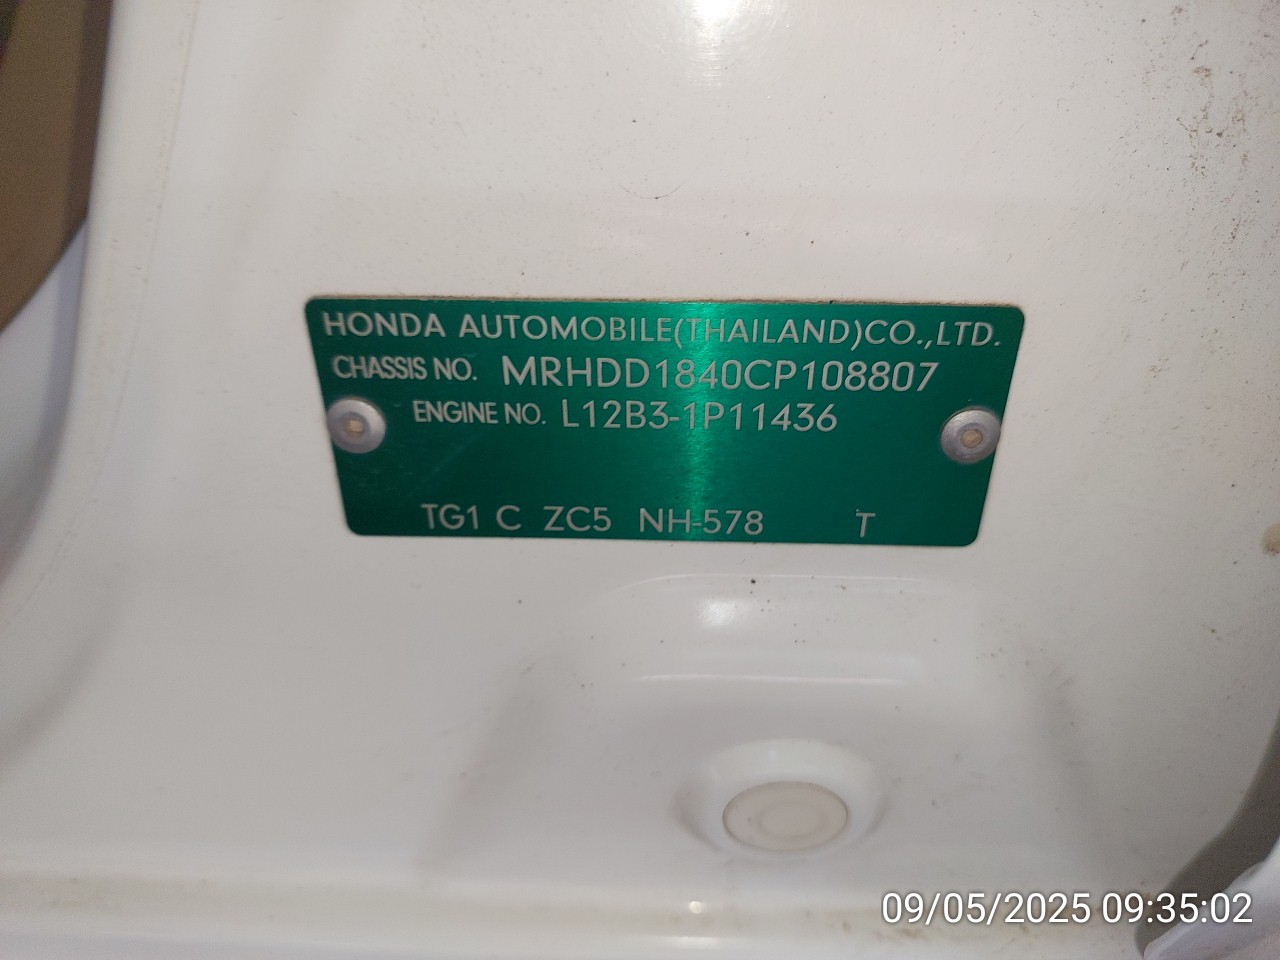 HONDA AUTOMOBILE(THAILAND)CO.,LTD.
CHASSIS NO. MRHDD1840CP108807
ENGINE NO. L12B3-1P11436
TG1 C ZC5 NH-578 T
09/05/2025 09:35:02